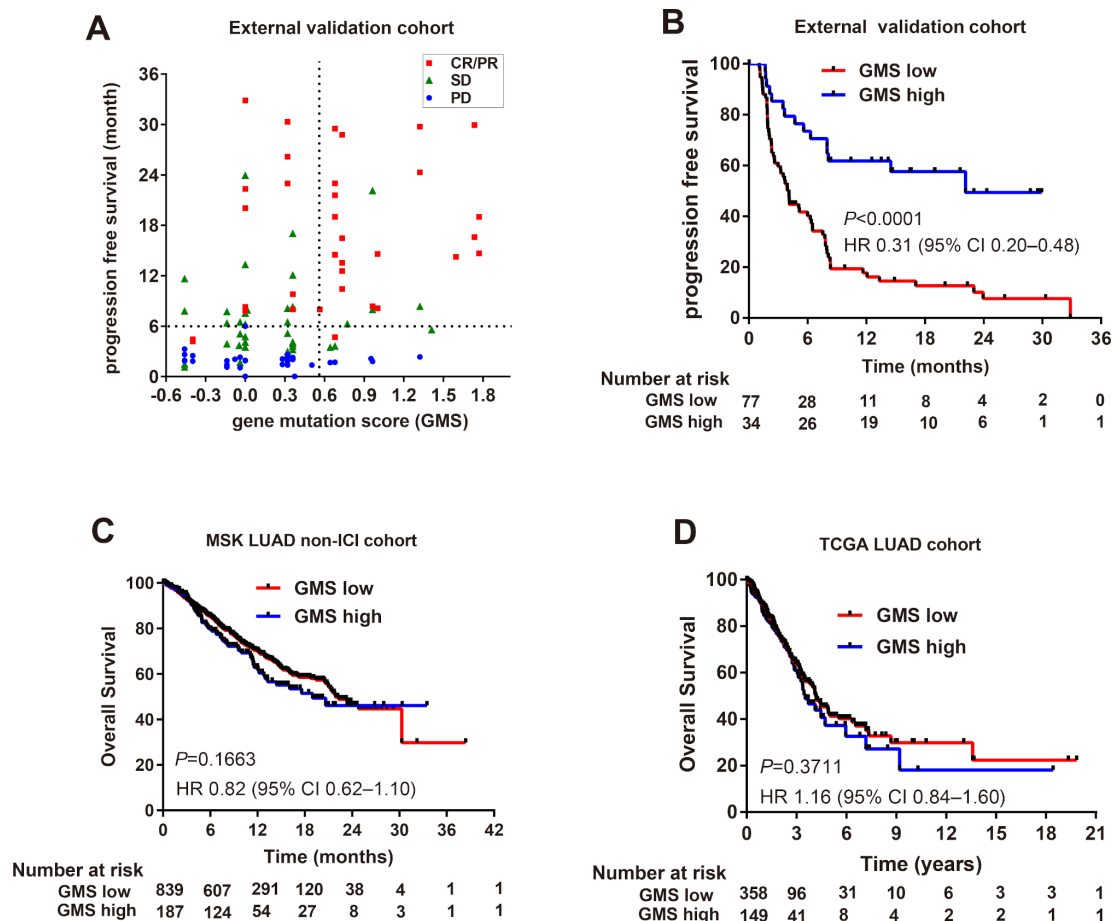 A
External validation cohort
CR/PR
SD
PD
progression free survival (month)
36
30
24
18
12
6
0
-0.6 -0.3 0.0 0.3 0.6 0.9 1.2 1.5 1.8
gene mutation score (GMS)
B
External validation cohort
GMS low
GMS high
progression free survival
100
80
60
40
20
0
P<0.0001
HR 0.31 (95% CI 0.20–0.48)
0 6 12 18 24 30 36
Time (months)
Number at risk
GMS low 77 28 11 8 4 2 0
GMS high 34 26 19 10 6 1 1
C
MSK LUAD non-ICI cohort
GMS low
GMS high
Overall Survival
100
80
60
40
20
0
P=0.1663
HR 0.82 (95% CI 0.62–1.10)
0 6 12 18 24 30 36 42
Time (months)
Number at risk
GMS low 839 607 291 120 38 4 1 1
GMS high 187 124 54 27 8 3 1 1
D
TCGA LUAD cohort
GMS low
GMS high
Overall Survival
100
80
60
40
20
0
P=0.3711
HR 1.16 (95% CI 0.84–1.60)
0 3 6 9 12 15 18 21
Time (years)
Number at risk
GMS low 358 96 31 10 6 3 3 1
GMS high 149 41 8 4 2 2 1 1